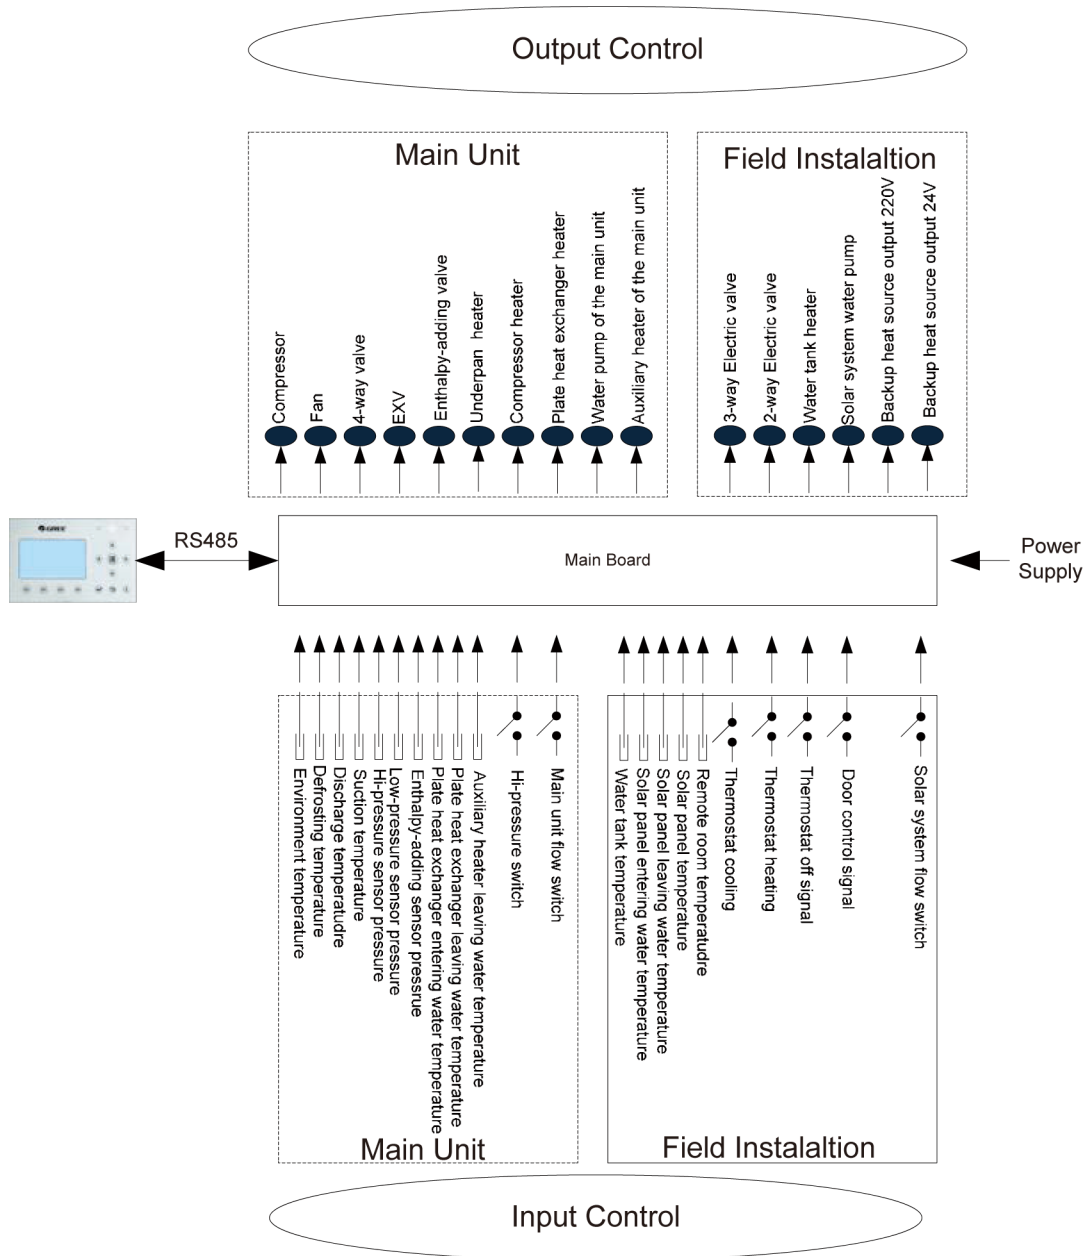 Output Control
Main Unit
Field Instalaltion
Compressor
Fan
4-way valve
EXV
Enthalpy-adding valve
Underpan heater
Compressor heater
Plate heat exchanger heater
Water pump of the main unit
Auxiliary heater of the main unit
3-way Electric valve
2-way Electric valve
Water tank heater
Solar system water pump
Backup heat source output 220V
Backup heat source output 24V
GREE
RS485
Main Board
Power
Supply
Environment temperature
Defrosting temperature
Discharge temperatudre
Suction temperature
Hi-pressure sensor pressure
Low-pressure sensor pressure
Enthalpy-adding sensor pressrue
Plate heat exchanger entering water temperature
Plate heat exchanger leaving water temperature
Auxiliary heater leaving water temperature
Hi-pressure switch
Main unit flow switch
Water tank temperature
Solar panel entering water temperature
Solar panel leaving water temperature
Solar panel temperature
Remote room temperatudre
Thermostat cooling
Thermostat heating
Thermostat off signal
Door control signal
Solar system flow switch
Main Unit
Field Instalaltion
Input Control